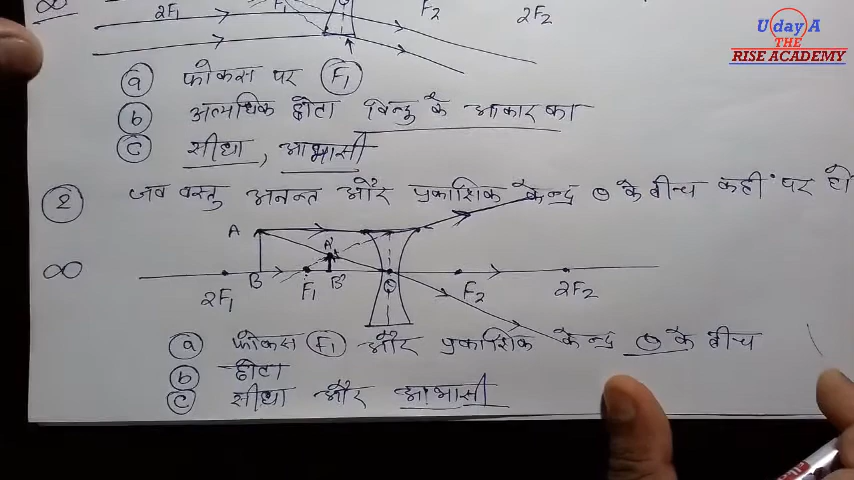 ∞ 2F₁ F₁ F₂ 2F₂
Uday A
THE
RISE ACADEMY
(a) फोकस पर (F₁)
(b) अत्यधिक छोटा बिन्दु के आकार का
(c) सीधा, आभासी
(2) जब वस्तु अनन्त और प्रकाशिक केन्द्र O के बीच कहीं पर हो
A A'
∞ 2F₁ B F₁ B' O F₂ 2F₂
(a) फोकस (F₁) और प्रकाशिक केन्द्र O के बीच
(b) छोटा
(c) सीधा और आभासी